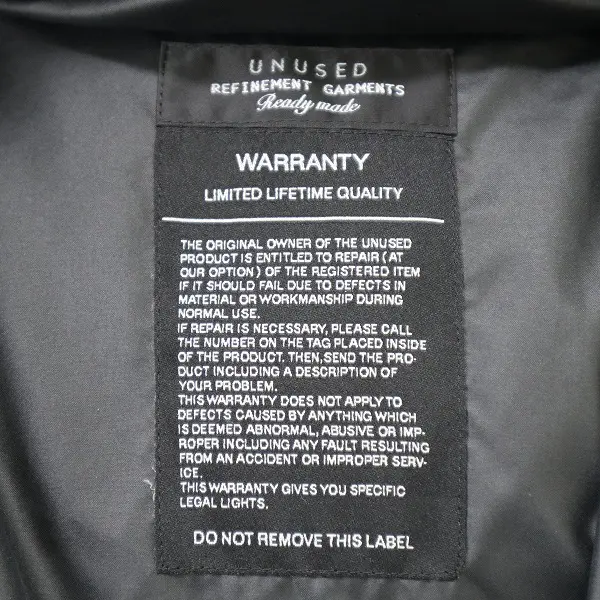 UNUSED
REFINEMENT GARMENTS
Ready made
WARRANTY
LIMITED LIFETIME QUALITY
THE ORIGINAL OWNER OF THE UNUSED
PRODUCT IS ENTITLED TO REPAIR (AT
OUR OPTION) OF THE REGISTERED ITEM
IF IT SHOULD FAIL DUE TO DEFECTS IN
MATERIAL OR WORKMANSHIP DURING
NORMAL USE.
IF REPAIR IS NECESSARY, PLEASE CALL
THE NUMBER ON THE TAG PLACED INSIDE
OF THE PRODUCT. THEN, SEND THE PRO-
DUCT INCLUDING A DESCRIPTION OF
YOUR PROBLEM.
THIS WARRANTY DOES NOT APPLY TO
DEFECTS CAUSED BY ANYTHING WHICH
IS DEEMED ABNORMAL, ABUSIVE OR IMP-
ROPER INCLUDING ANY FAULT RESULTING
FROM AN ACCIDENT OR IMPROPER SERV-
ICE.
THIS WARRANTY GIVES YOU SPECIFIC
LEGAL LIGHTS.
DO NOT REMOVE THIS LABEL